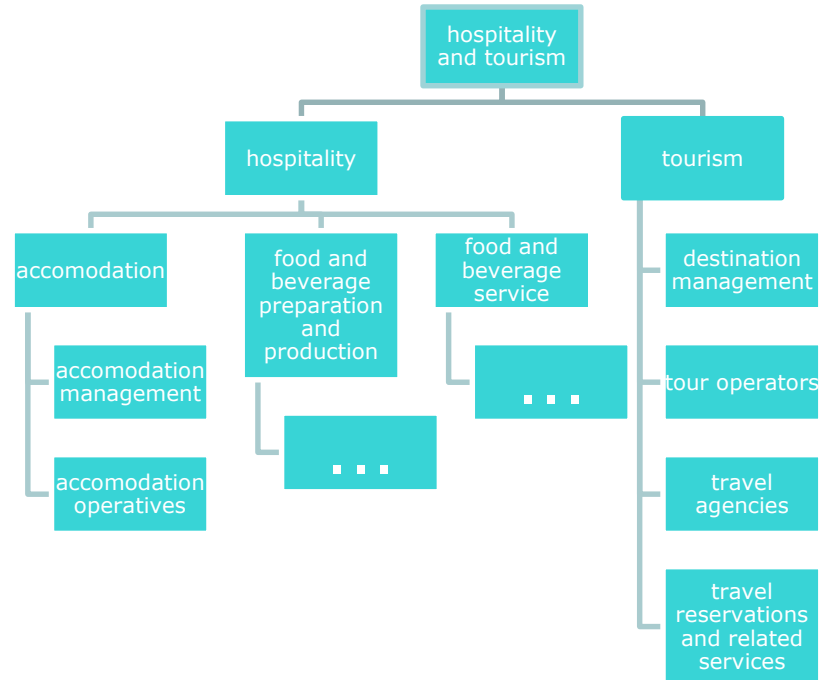 hospitality
and tourism
hospitality
tourism
accomodation
food and
beverage
preparation
and
production
food and
beverage
service
destination
management
accomodation
management
. . .
tour operators
. . .
accomodation
operatives
travel
agencies
travel
reservations
and related
services